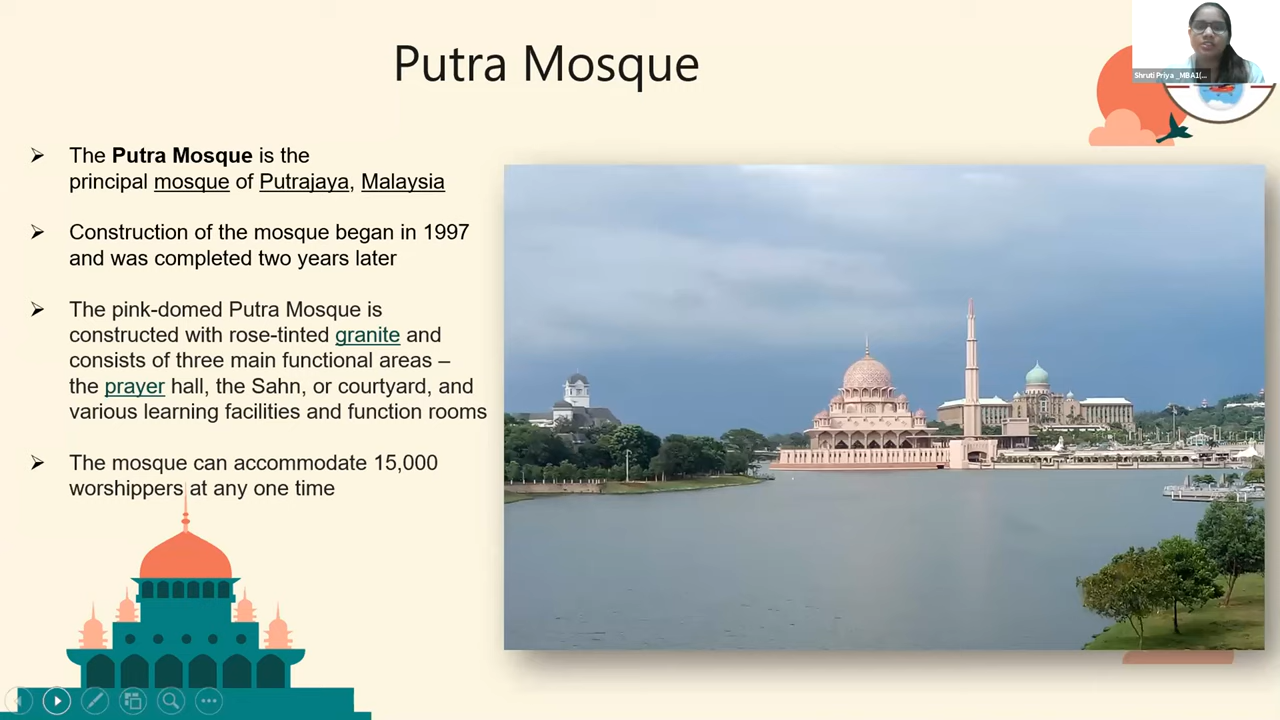 Putra Mosque
Shruti Priya _MBA1(...
The Putra Mosque is the
principal mosque of Putrajaya, Malaysia
Construction of the mosque began in 1997
and was completed two years later
The pink-domed Putra Mosque is
constructed with rose-tinted granite and
consists of three main functional areas –
the prayer hall, the Sahn, or courtyard, and
various learning facilities and function rooms
The mosque can accommodate 15,000
worshippers at any one time